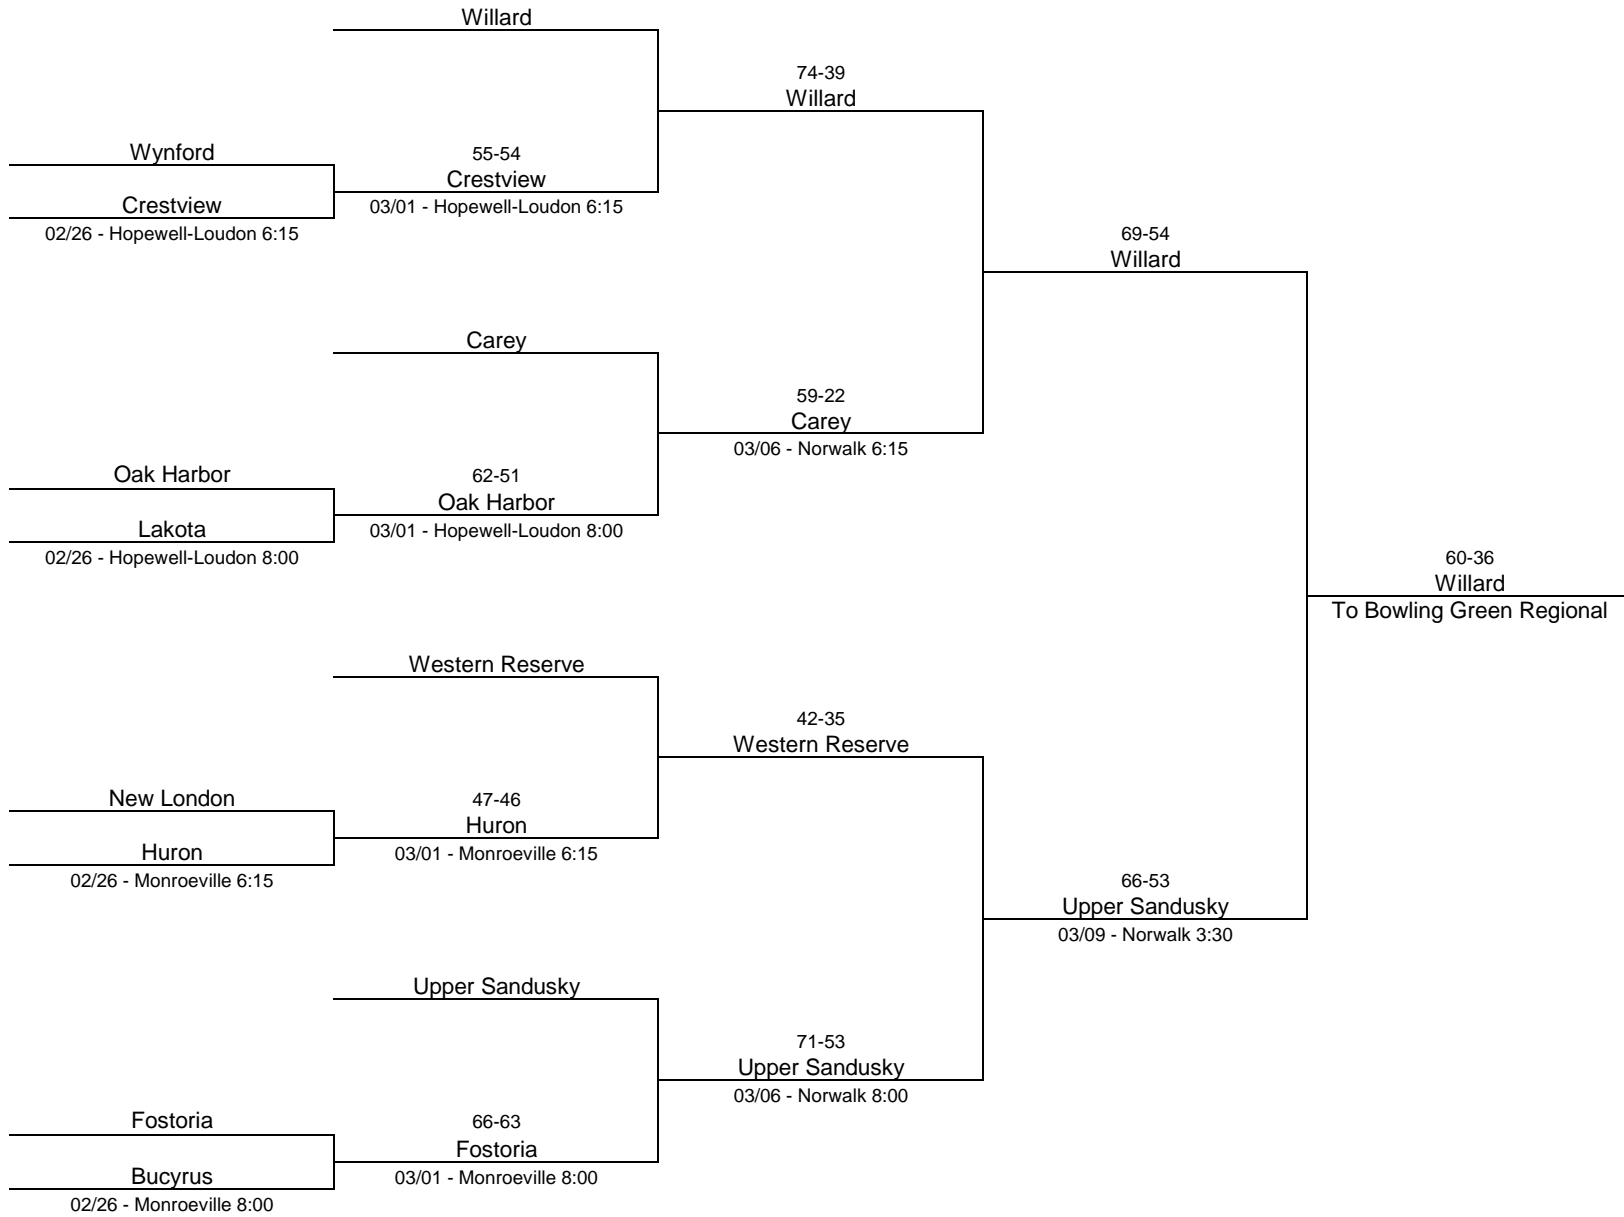 Willard
74-39
Willard
Wynford
55-54
Crestview
Crestview
03/01 - Hopewell-Loudon 6:15
02/26 - Hopewell-Loudon 6:15
69-54
Willard
Carey
59-22
Carey
03/06 - Norwalk 6:15
Oak Harbor
62-51
Oak Harbor
Lakota
03/01 - Hopewell-Loudon 8:00
02/26 - Hopewell-Loudon 8:00
60-36
Willard
To Bowling Green Regional
Western Reserve
42-35
Western Reserve
New London
47-46
Huron
Huron
03/01 - Monroeville 6:15
02/26 - Monroeville 6:15
66-53
Upper Sandusky
03/09 - Norwalk 3:30
Upper Sandusky
71-53
Upper Sandusky
03/06 - Norwalk 8:00
Fostoria
66-63
Fostoria
Bucyrus
03/01 - Monroeville 8:00
02/26 - Monroeville 8:00